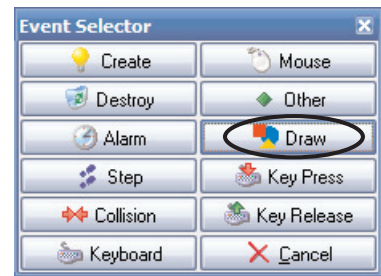 Event Selector
Create
Mouse
Destroy
Other
Alarm
Draw
Step
Key Press
Collision
Key Release
Keyboard
Cancel